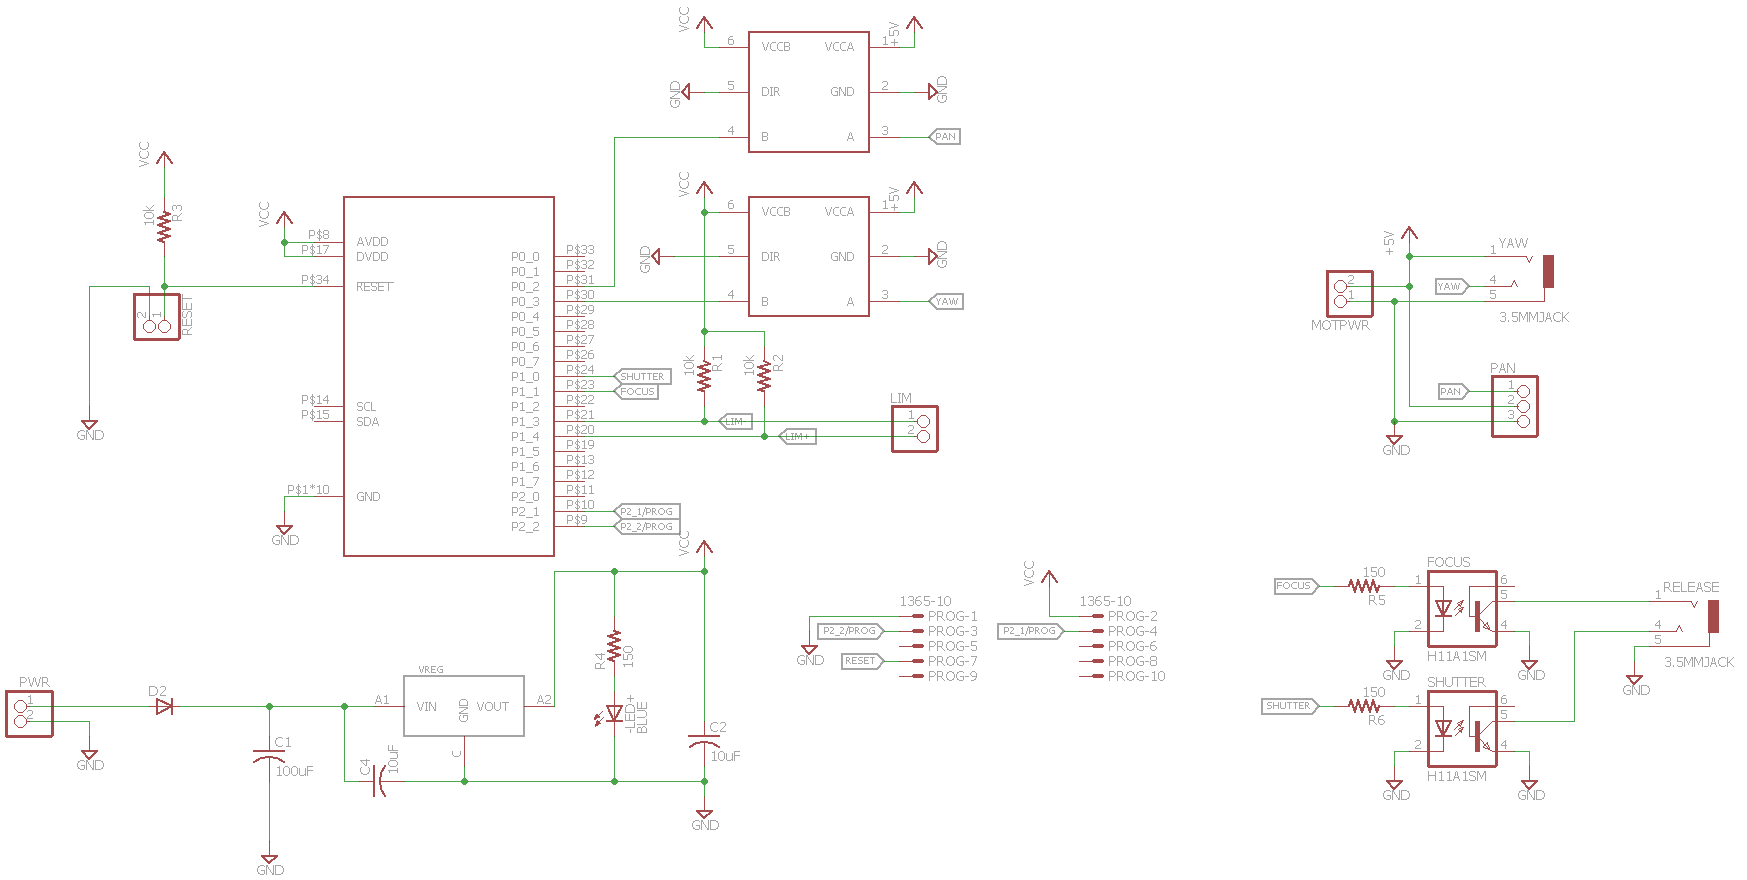 VCC
6
VCCB
VCCA
1
+5V
GND
5
DIR
GND
2
GND
4
B
A
3
PAN
VCC
10k
R3
VCC
P$8
AVDD
P$17
DVDD
P$34
RESET
2
1
RESET
GND
P$14
SCL
P$15
SDA
P$1*10
GND
GND
P0_0
P$33
P0_1
P$32
P0_2
P$31
P0_3
P$30
P0_4
P$29
P0_5
P$28
P0_6
P$27
P0_7
P$26
P1_0
P$24
SHUTTER
P1_1
P$23
FOCUS
P1_2
P$22
P1_3
P$21
P1_4
P$20
P1_5
P$19
P1_6
P$13
P1_7
P$12
P2_0
P$11
P2_1
P$10
P2_1/PROG
P2_2
P$9
P2_2/PROG
VCC
6
VCCB
VCCA
1
+5V
GND
5
DIR
GND
2
GND
4
B
A
3
YAW
10k
R1
10k
R2
LIM-
LIM+
LIM
1
2
+5V
YAW
1
4
5
YAW
3.5MMJACK
2
1
MOTPWR
PAN
PAN
1
2
3
GND
PWR
1
2
GND
D2
C1
100uF
GND
C4
10uF
VREG
A1
VIN
GND
VOUT
A2
C
R4
150
-LED+
BLUE
VCC
C2
10uF
GND
1365-10
PROG-1
P2_2/PROG
PROG-3
PROG-5
RESET
PROG-7
PROG-9
GND
VCC
1365-10
PROG-2
P2_1/PROG
PROG-4
PROG-6
PROG-8
PROG-10
FOCUS
FOCUS
150
R5
1
2
6
5
4
H11A1SM
GND
GND
SHUTTER
SHUTTER
150
R6
1
2
6
5
4
H11A1SM
GND
GND
RELEASE
1
4
5
3.5MMJACK
GND